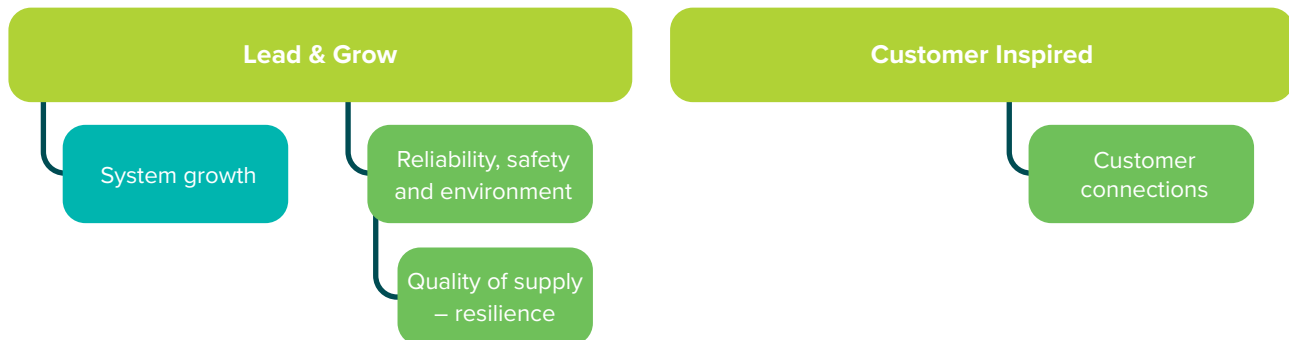 Lead & Grow
System growth
Reliability, safety
and environment
Quality of supply
– resilience
Customer Inspired
Customer
connections